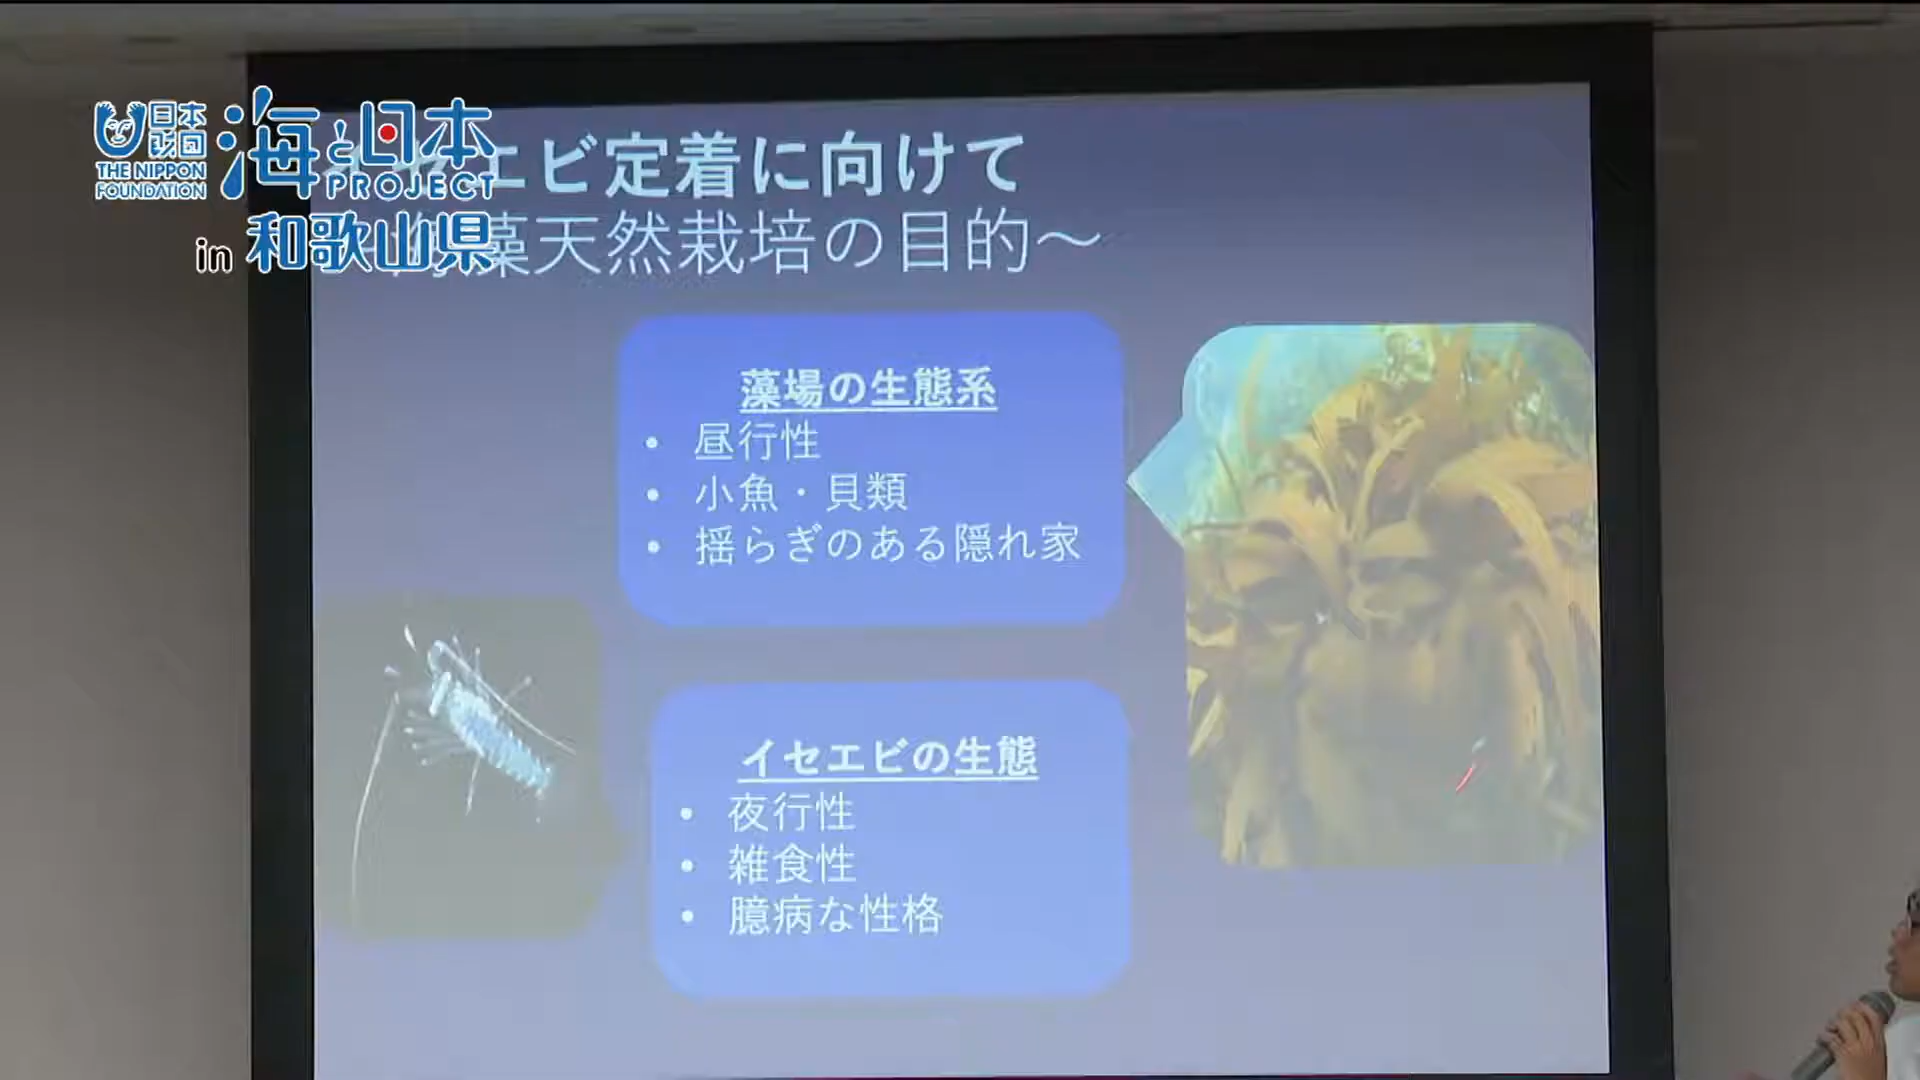 日本財団
THE NIPPON
FOUNDATION
海と日本
PROJECT
in 和歌山県
エビ定着に向けて
藻天然栽培の目的～
藻場の生態系
• 昼行性
• 小魚・貝類
• 揺らぎのある隠れ家
イセエビの生態
• 夜行性
• 雑食性
• 臆病な性格